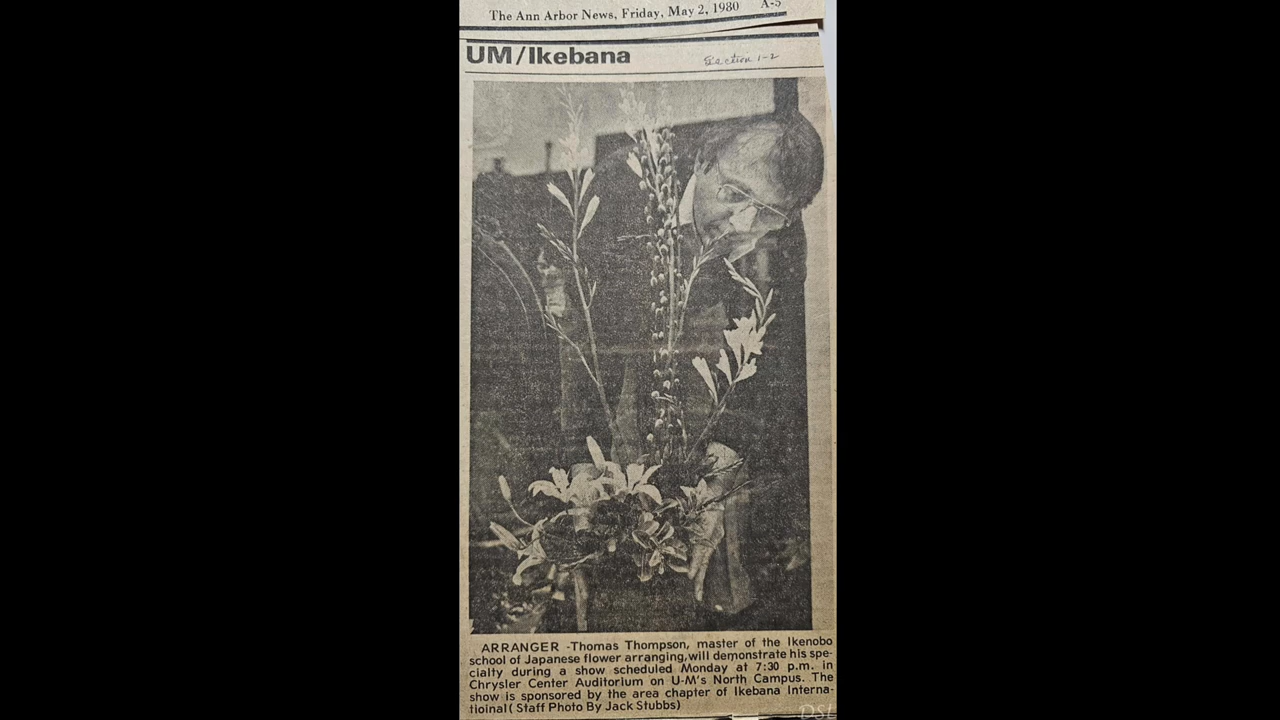 The Ann Arbor News, Friday, May 2, 1980 A-5
UM/Ikebana Section 1-2
ARRANGER -Thomas Thompson, master of the Ikenobo
school of Japanese flower arranging,will demonstrate his spe-
cialty during a show scheduled Monday at 7:30 p.m. in
Chrysler Center Auditorium on U-M's North Campus. The
show is sponsored by the area chapter of Ikebana Interna-
tioinal( Staff Photo By Jack Stubbs)
DSL